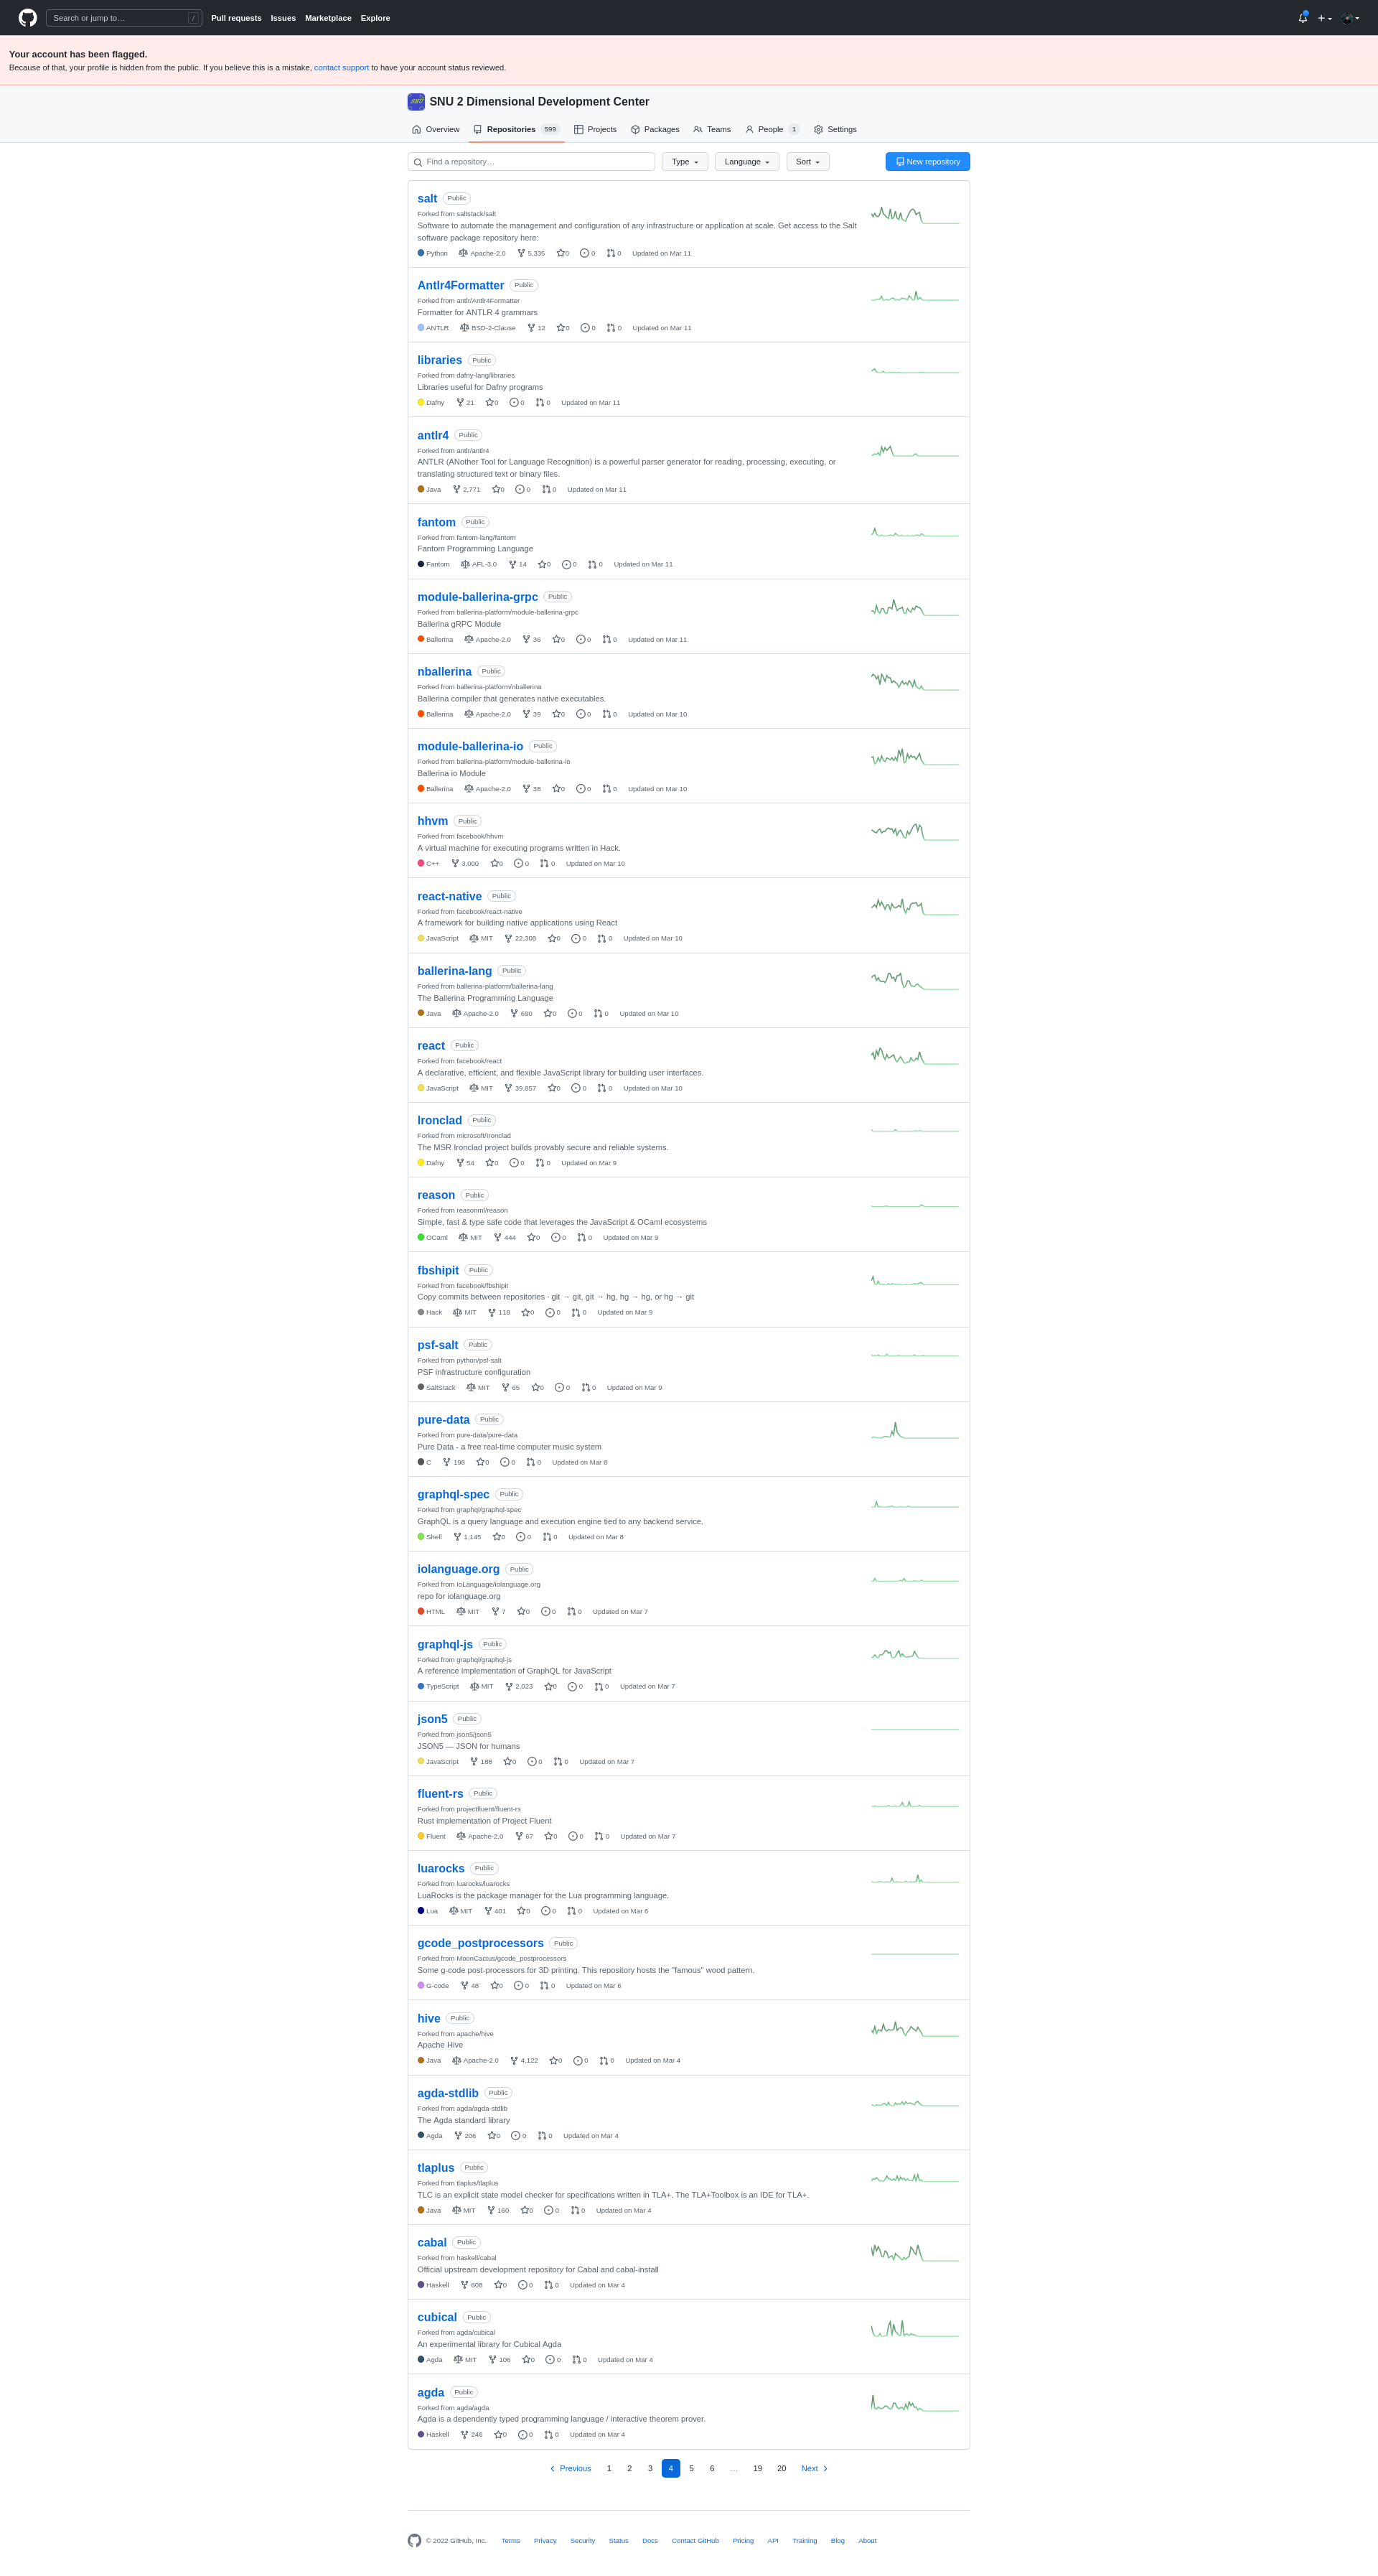 Search or jump to… /
Pull requests Issues Marketplace Explore
Your account has been flagged.
Because of that, your profile is hidden from the public. If you believe this is a mistake, contact support to have your account status reviewed.
SNU 2 Dimensional Development Center
Overview Repositories 599 Projects Packages Teams People 1 Settings
Find a repository… Type Language Sort New repository
salt Public
Forked from saltstack/salt
Software to automate the management and configuration of any infrastructure or application at scale. Get access to the Salt
software package repository here:
Python Apache-2.0 5,335 0 0 0 Updated on Mar 11
Antlr4Formatter Public
Forked from antlr/Antlr4Formatter
Formatter for ANTLR 4 grammars
ANTLR BSD-2-Clause 12 0 0 0 Updated on Mar 11
libraries Public
Forked from dafny-lang/libraries
Libraries useful for Dafny programs
Dafny 21 0 0 0 Updated on Mar 11
antlr4 Public
Forked from antlr/antlr4
ANTLR (ANother Tool for Language Recognition) is a powerful parser generator for reading, processing, executing, or
translating structured text or binary files.
Java 2,771 0 0 0 Updated on Mar 11
fantom Public
Forked from fantom-lang/fantom
Fantom Programming Language
Fantom AFL-3.0 14 0 0 0 Updated on Mar 11
module-ballerina-grpc Public
Forked from ballerina-platform/module-ballerina-grpc
Ballerina gRPC Module
Ballerina Apache-2.0 36 0 0 0 Updated on Mar 11
nballerina Public
Forked from ballerina-platform/nballerina
Ballerina compiler that generates native executables.
Ballerina Apache-2.0 39 0 0 0 Updated on Mar 10
module-ballerina-io Public
Forked from ballerina-platform/module-ballerina-io
Ballerina io Module
Ballerina Apache-2.0 38 0 0 0 Updated on Mar 10
hhvm Public
Forked from facebook/hhvm
A virtual machine for executing programs written in Hack.
C++ 3,000 0 0 0 Updated on Mar 10
react-native Public
Forked from facebook/react-native
A framework for building native applications using React
JavaScript MIT 22,308 0 0 0 Updated on Mar 10
ballerina-lang Public
Forked from ballerina-platform/ballerina-lang
The Ballerina Programming Language
Java Apache-2.0 690 0 0 0 Updated on Mar 10
react Public
Forked from facebook/react
A declarative, efficient, and flexible JavaScript library for building user interfaces.
JavaScript MIT 39,857 0 0 0 Updated on Mar 10
Ironclad Public
Forked from microsoft/Ironclad
The MSR Ironclad project builds provably secure and reliable systems.
Dafny 54 0 0 0 Updated on Mar 9
reason Public
Forked from reasonml/reason
Simple, fast & type safe code that leverages the JavaScript & OCaml ecosystems
OCaml MIT 444 0 0 0 Updated on Mar 9
fbshipit Public
Forked from facebook/fbshipit
Copy commits between repositories · git → git, git → hg, hg → hg, or hg → git
Hack MIT 118 0 0 0 Updated on Mar 9
psf-salt Public
Forked from python/psf-salt
PSF infrastructure configuration
SaltStack MIT 65 0 0 0 Updated on Mar 9
pure-data Public
Forked from pure-data/pure-data
Pure Data - a free real-time computer music system
C 198 0 0 0 Updated on Mar 8
graphql-spec Public
Forked from graphql/graphql-spec
GraphQL is a query language and execution engine tied to any backend service.
Shell 1,145 0 0 0 Updated on Mar 8
iolanguage.org Public
Forked from IoLanguage/iolanguage.org
repo for iolanguage.org
HTML MIT 7 0 0 0 Updated on Mar 7
graphql-js Public
Forked from graphql/graphql-js
A reference implementation of GraphQL for JavaScript
TypeScript MIT 2,023 0 0 0 Updated on Mar 7
json5 Public
Forked from json5/json5
JSON5 — JSON for humans
JavaScript 188 0 0 0 Updated on Mar 7
fluent-rs Public
Forked from projectfluent/fluent-rs
Rust implementation of Project Fluent
Fluent Apache-2.0 67 0 0 0 Updated on Mar 7
luarocks Public
Forked from luarocks/luarocks
LuaRocks is the package manager for the Lua programming language.
Lua MIT 401 0 0 0 Updated on Mar 6
gcode_postprocessors Public
Forked from MoonCactus/gcode_postprocessors
Some g-code post-processors for 3D printing. This repository hosts the "famous" wood pattern.
G-code 48 0 0 0 Updated on Mar 6
hive Public
Forked from apache/hive
Apache Hive
Java Apache-2.0 4,122 0 0 0 Updated on Mar 4
agda-stdlib Public
Forked from agda/agda-stdlib
The Agda standard library
Agda 206 0 0 0 Updated on Mar 4
tlaplus Public
Forked from tlaplus/tlaplus
TLC is an explicit state model checker for specifications written in TLA+. The TLA+Toolbox is an IDE for TLA+.
Java MIT 160 0 0 0 Updated on Mar 4
cabal Public
Forked from haskell/cabal
Official upstream development repository for Cabal and cabal-install
Haskell 608 0 0 0 Updated on Mar 4
cubical Public
Forked from agda/cubical
An experimental library for Cubical Agda
Agda MIT 106 0 0 0 Updated on Mar 4
agda Public
Forked from agda/agda
Agda is a dependently typed programming language / interactive theorem prover.
Haskell 246 0 0 0 Updated on Mar 4
Previous 1 2 3 4 5 6 … 19 20 Next
© 2022 GitHub, Inc. Terms Privacy Security Status Docs Contact GitHub Pricing API Training Blog About